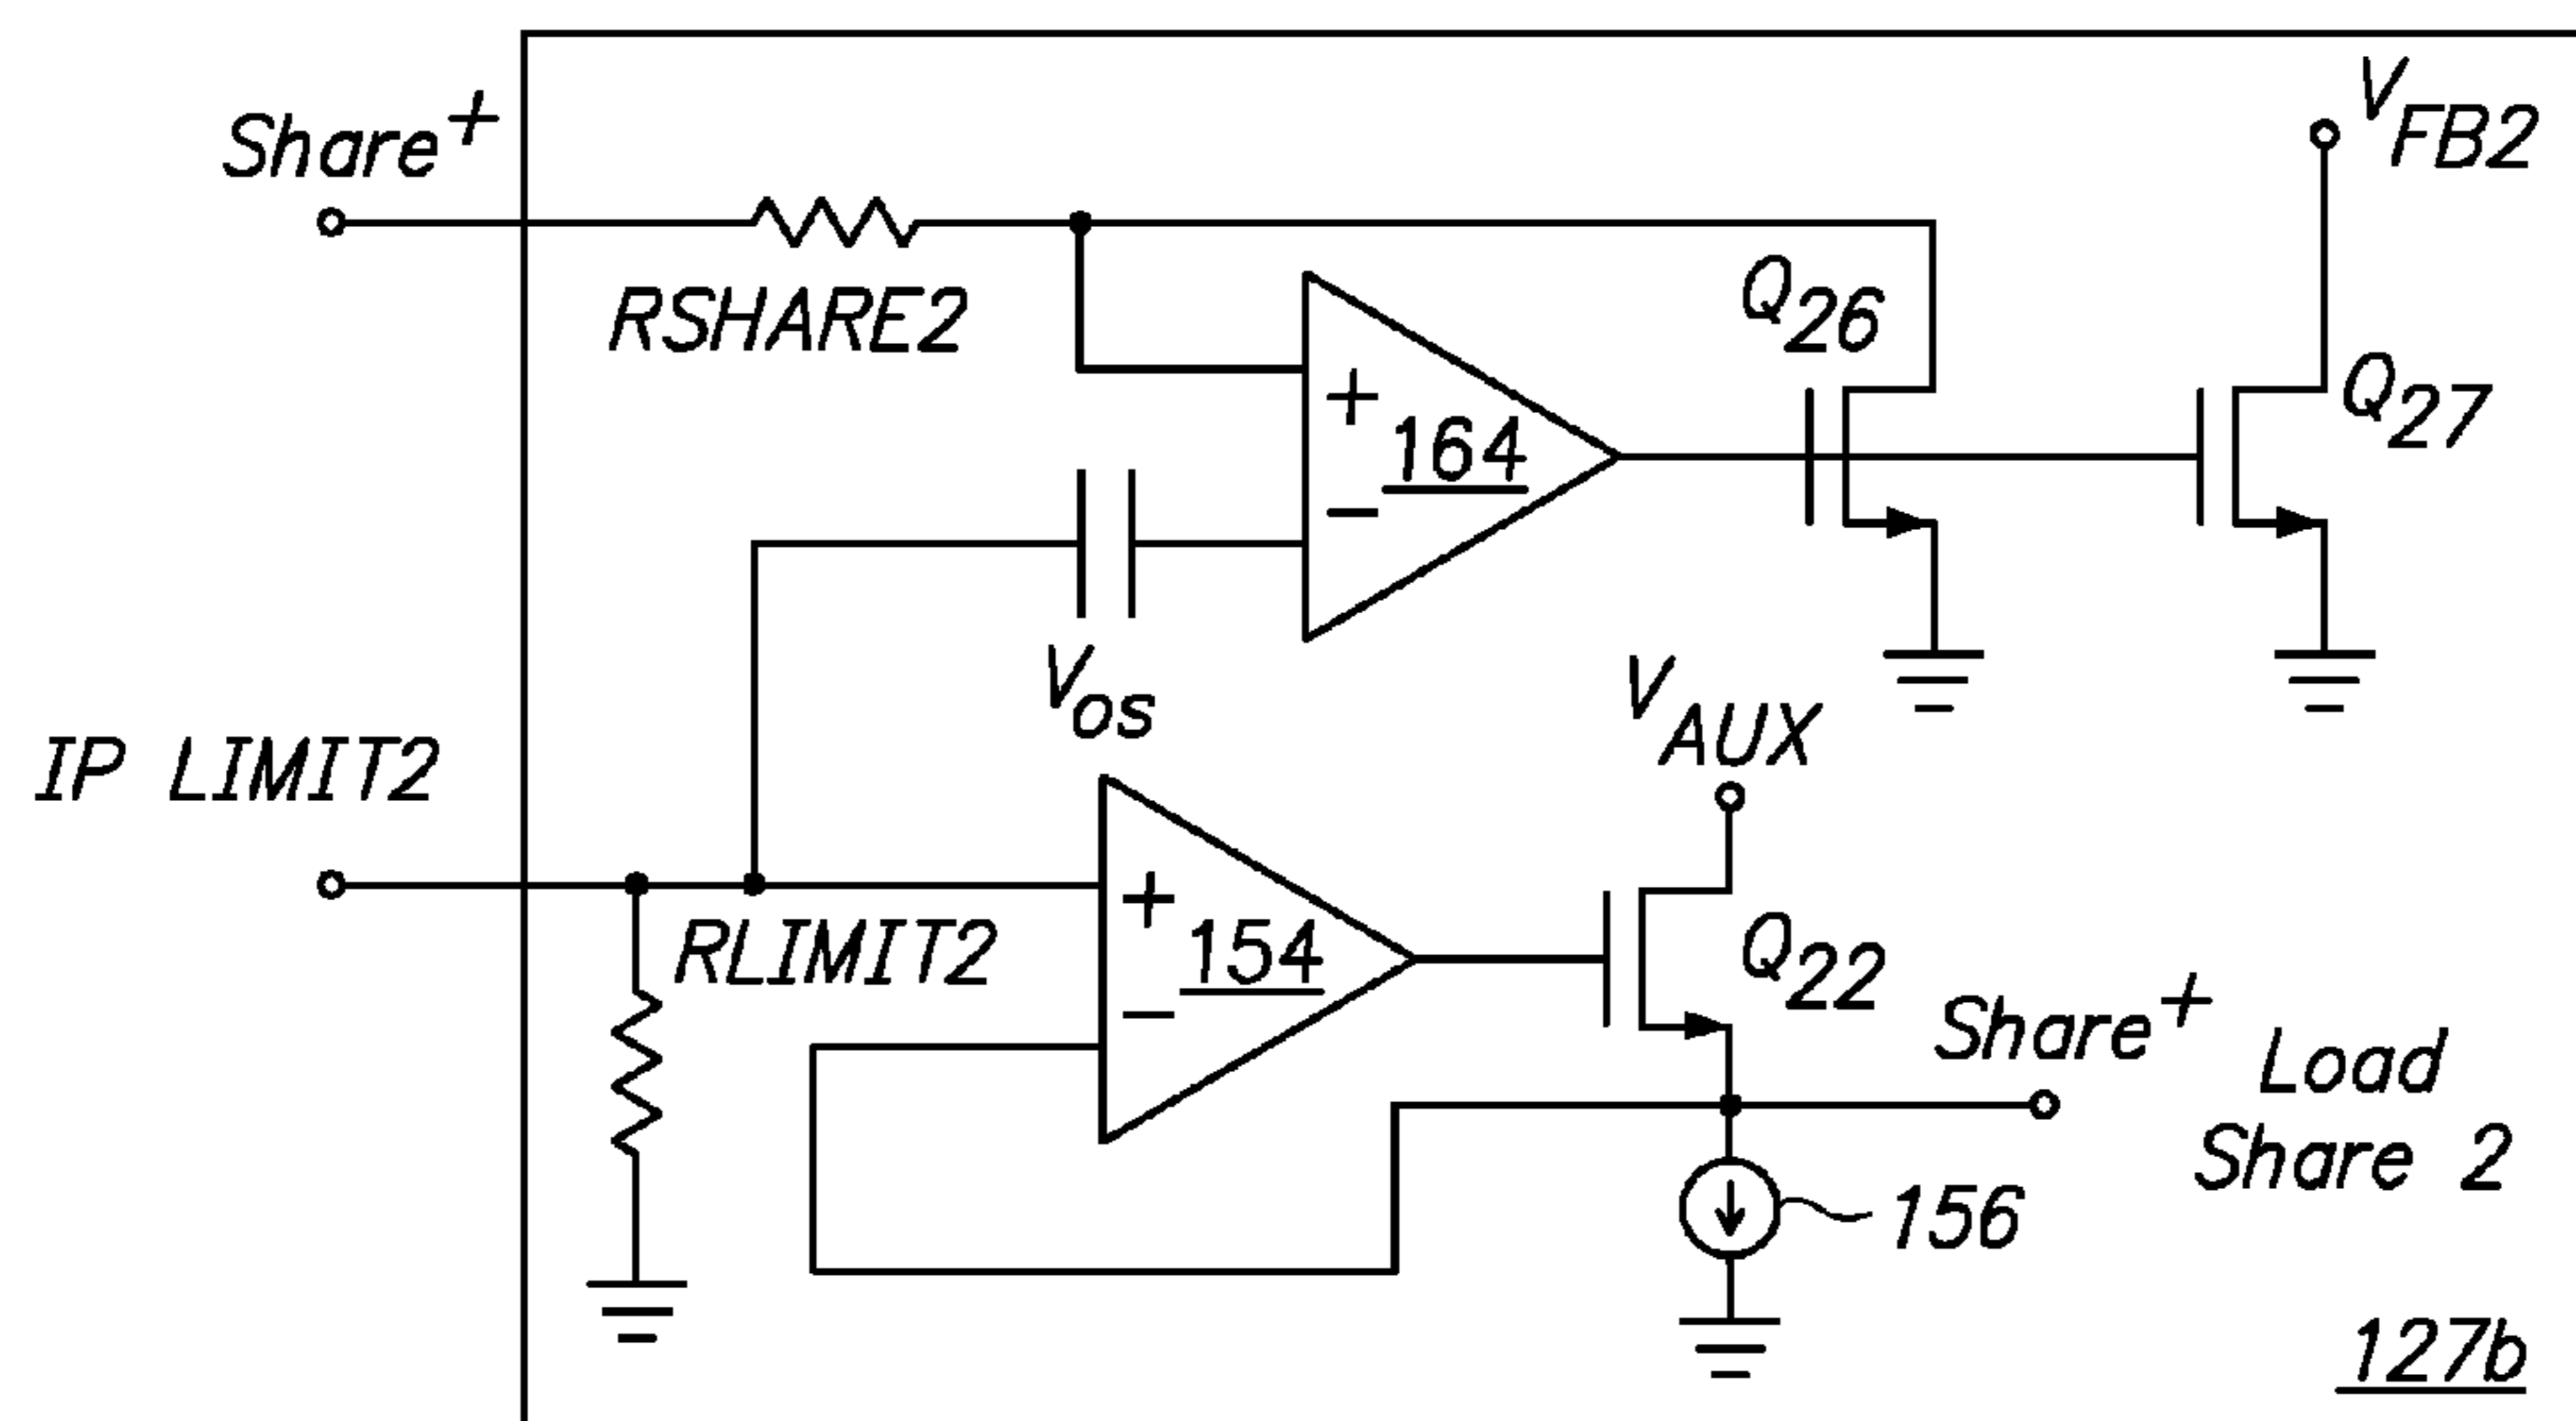 Share+
RSHARE2
+
164
−
Q26
VFB2
Q27
Vos
VAUX
IP LIMIT2
RLIMIT2
+
154
−
Q22
Share+
Load
Share 2
156
127b